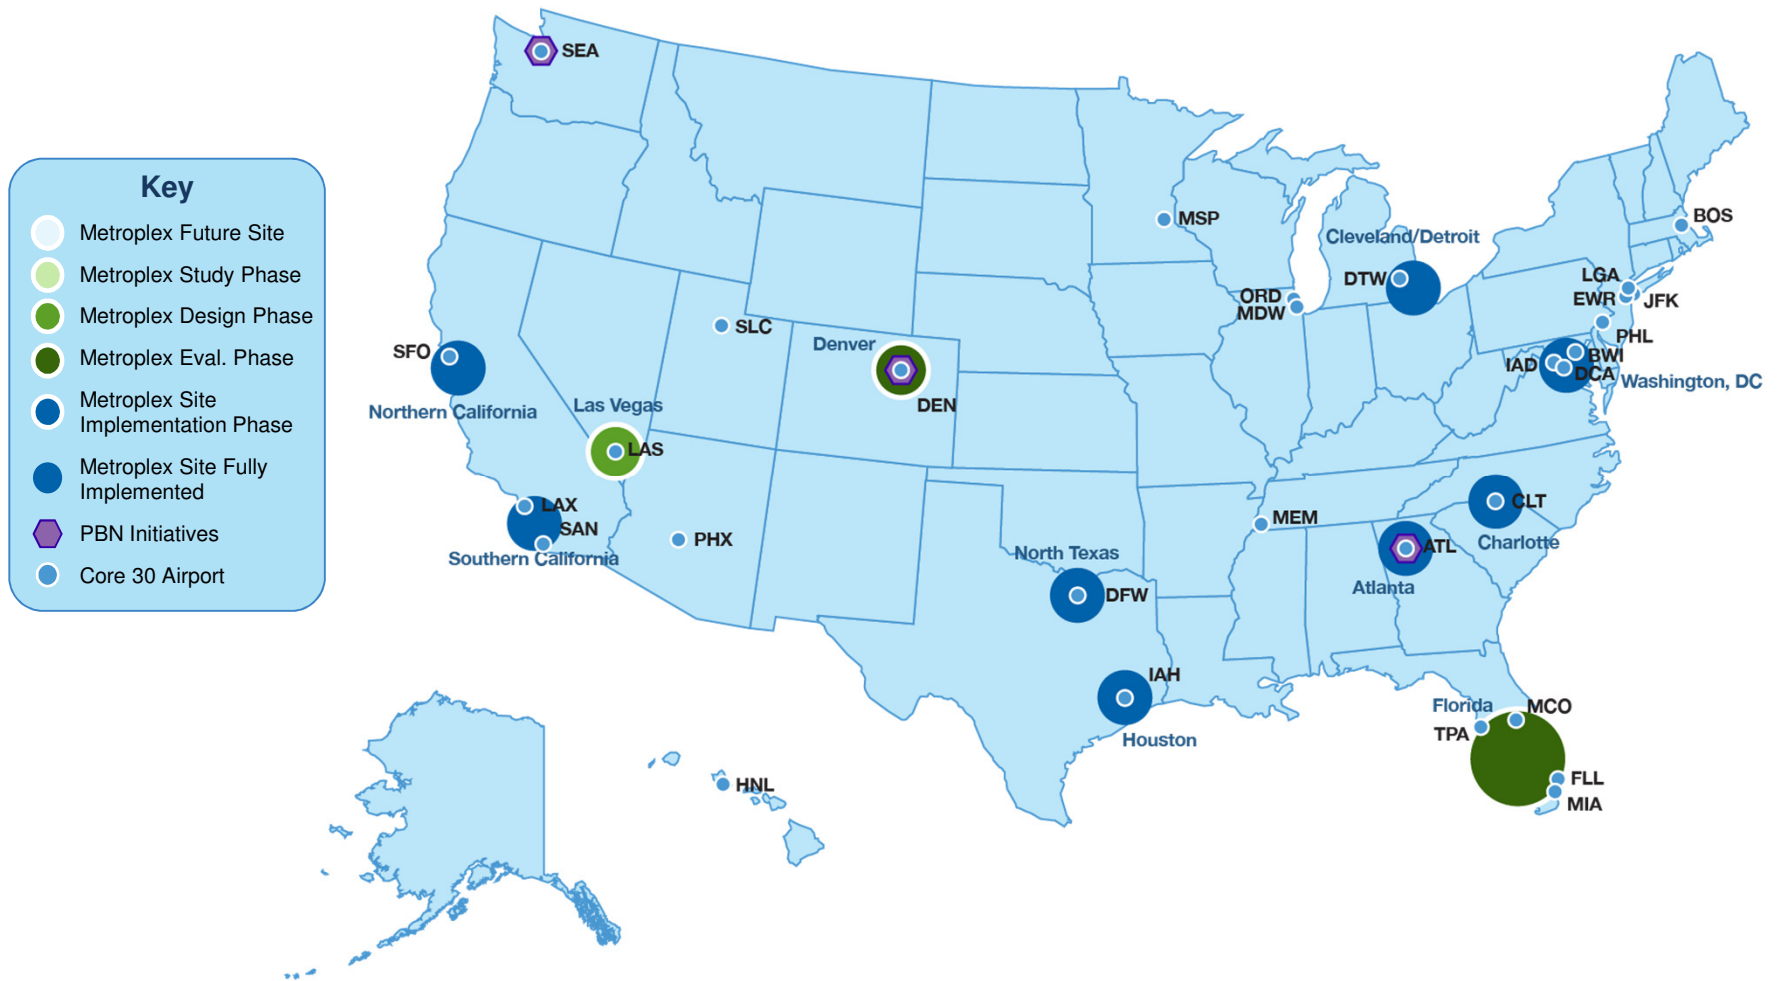 Key
Metroplex Future Site
Metroplex Study Phase
Metroplex Design Phase
Metroplex Eval. Phase
Metroplex Site
Implementation Phase
Metroplex Site Fully
Implemented
PBN Initiatives
Core 30 Airport
SEA
MSP
BOS
Cleveland/Detroit
DTW
LGA
EWR
JFK
ORD
MDW
PHL
SLC
Denver
DEN
SFO
Northern California
IAD
BWI
DCA
Washington, DC
Las Vegas
LAS
LAX
SAN
Southern California
PHX
MEM
CLT
Charlotte
ATL
Atlanta
North Texas
DFW
IAH
Houston
Florida
MCO
TPA
FLL
MIA
HNL